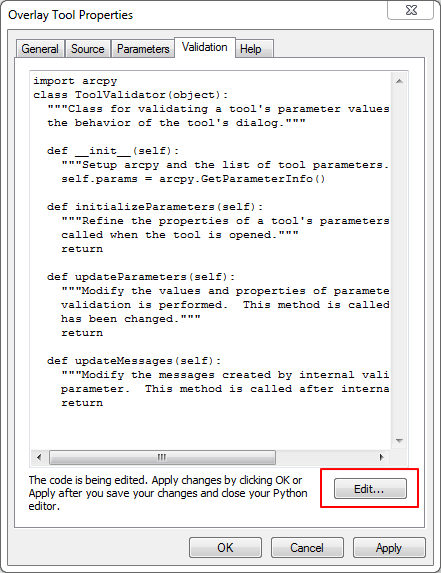 Overlay Tool Properties
General Source Parameters Validation Help
import arcpy
class ToolValidator(object):
  """Class for validating a tool's parameter values
  the behavior of the tool's dialog."""

  def __init__(self):
    """Setup arcpy and the list of tool parameters.
    self.params = arcpy.GetParameterInfo()

  def initializeParameters(self):
    """Refine the properties of a tool's parameters
    called when the tool is opened."""
    return

  def updateParameters(self):
    """Modify the values and properties of paramete
    validation is performed.  This method is called
    has been changed."""
    return

  def updateMessages(self):
    """Modify the messages created by internal vali
    parameter.  This method is called after interna
    return
The code is being edited. Apply changes by clicking OK or
Apply after you save your changes and close your Python
editor.
Edit...
OK Cancel Apply